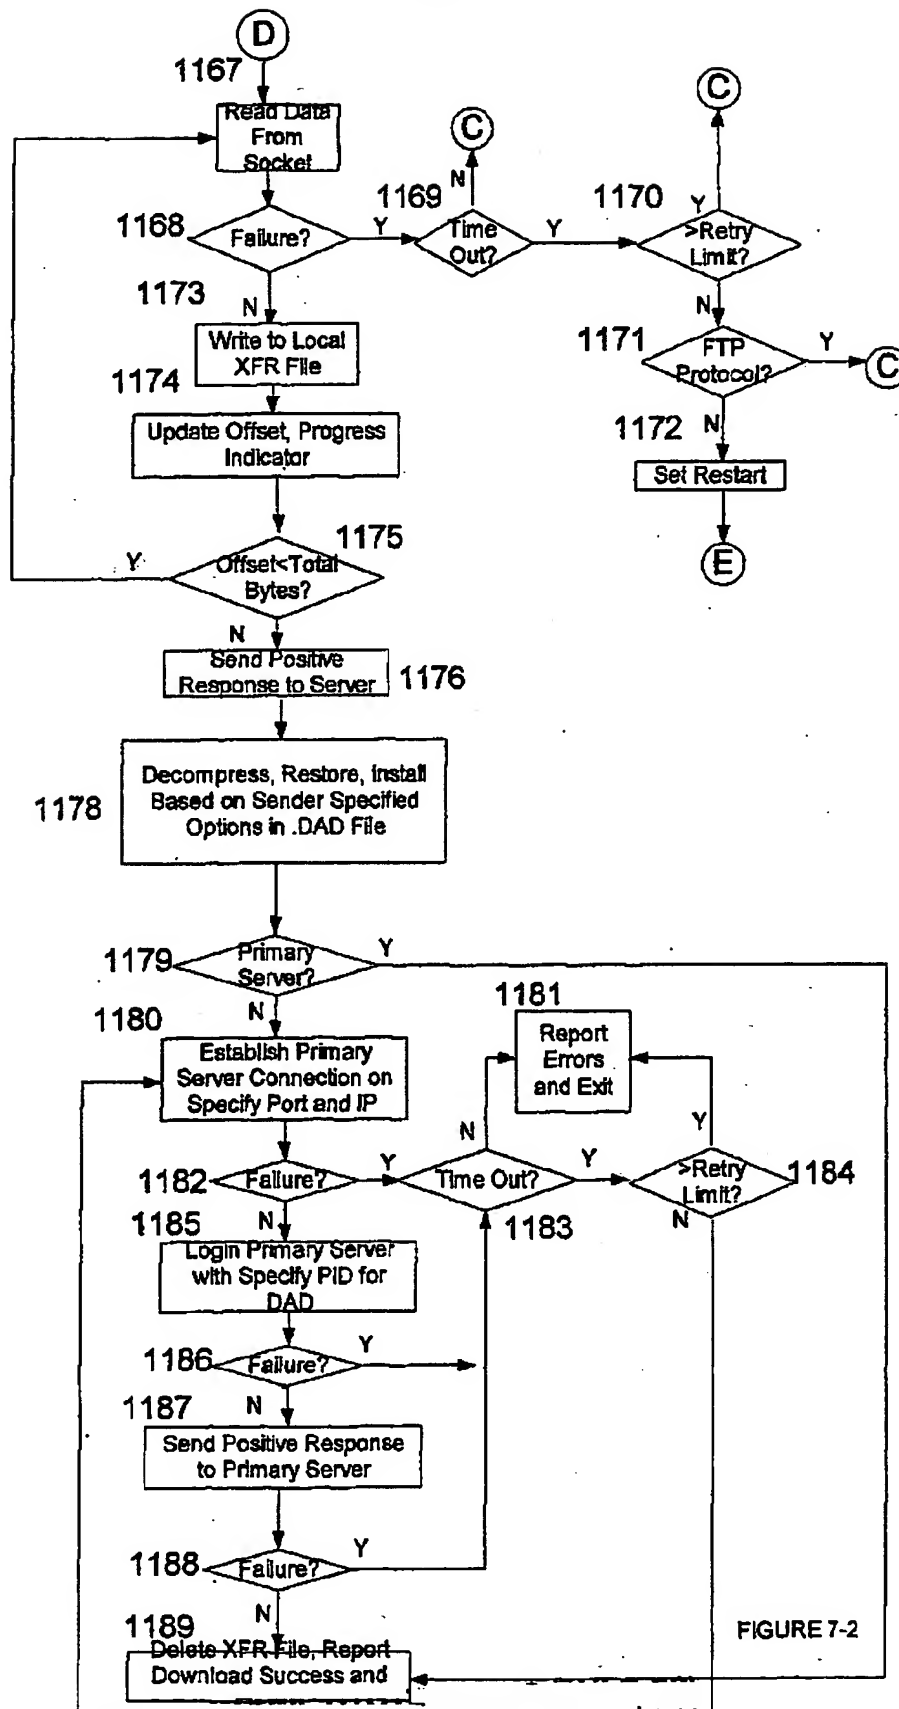 D
1167
Read Data
From
Socket
C
C
1168
Failure?
Y
1169
N
Time
Out?
Y
1170
Y
>Retry
Limit?
1173
N
Write to Local
XFR File
N
1171
FTP
Protocol?
Y
C
1174
Update Offset, Progress
Indicator
1172
N
Set Restart
E
1175
Y
Offset<Total
Bytes?
N
Send Positive
Response to Server
1176
1178
Decompress, Restore, Install
Based on Sender Specified
Options in .DAD File
1179
Primary
Server?
Y
N
1180
Establish Primary
Server Connection on
Specify Port and IP
1181
Report
Errors
and Exit
N
Y
1182
Failure?
Y
Time Out?
1183
Y
>Retry
Limit?
1184
N
N
1185
Login Primary Server
with Specify PID for
DAD
1186
Failure?
Y
N
1187
Send Positive Response
to Primary Server
1188
Failure?
Y
N
1189
Delete XFR File, Report
Download Success and
FIGURE 7-2